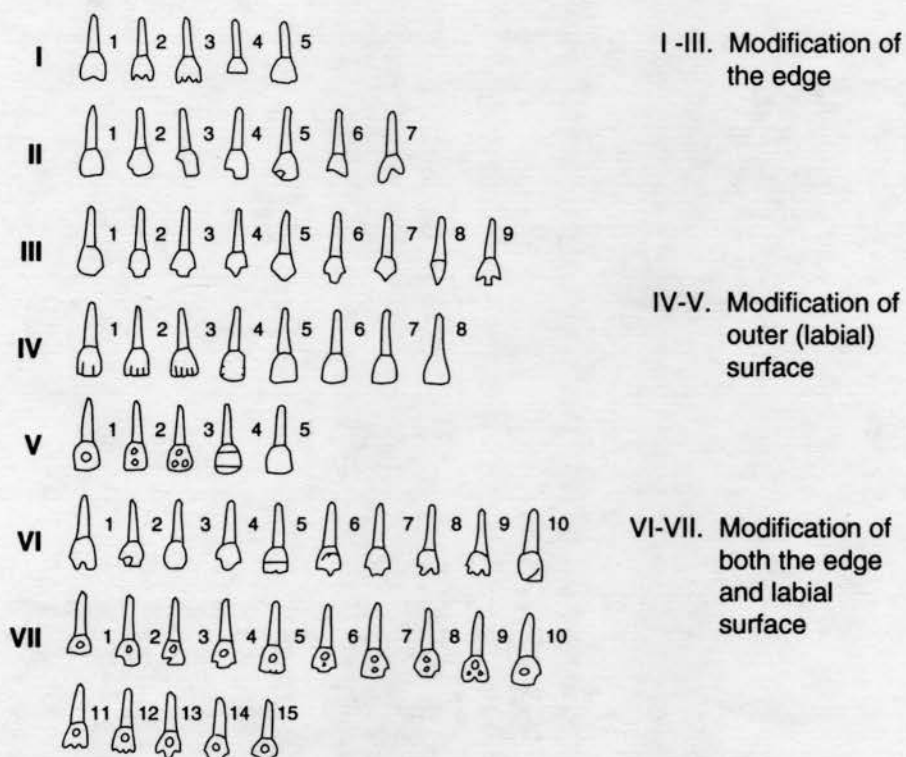 I 1 2 3 4 5
I -III. Modification of
the edge
II 1 2 3 4 5 6 7
III 1 2 3 4 5 6 7 8 9
IV 1 2 3 4 5 6 7 8
IV-V. Modification of
outer (labial)
surface
V 1 2 3 4 5
VI 1 2 3 4 5 6 7 8 9 10
VI-VII. Modification of
both the edge
and labial
surface
VII 1 2 3 4 5 6 7 8 9 10
11 12 13 14 15